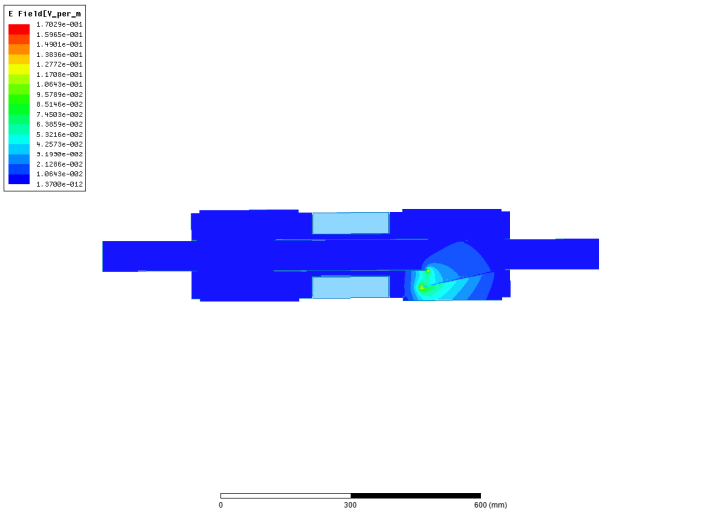 E Field[V_per_m
1.7029e-001
1.5965e-001
1.4901e-001
1.3836e-001
1.2772e-001
1.1708e-001
1.0643e-001
9.5789e-002
8.5146e-002
7.4503e-002
6.3859e-002
5.3216e-002
4.2573e-002
3.1930e-002
2.1286e-002
1.0643e-002
1.3700e-012
0 300 600 (mm)